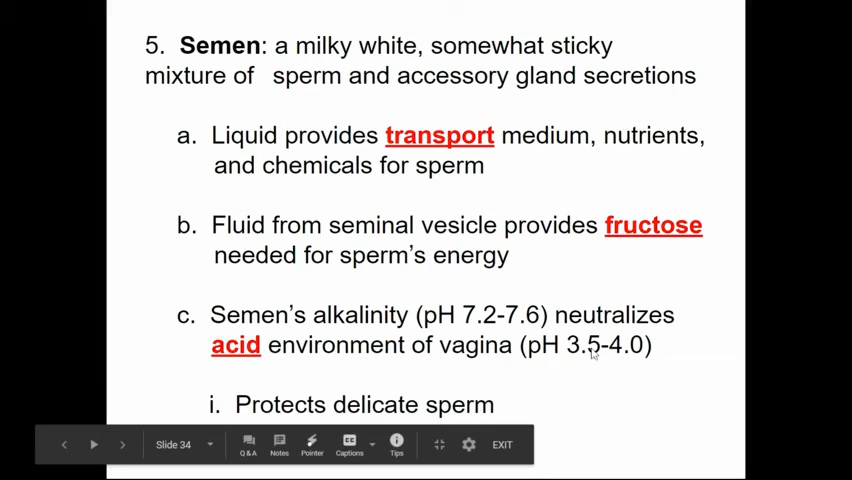 5. Semen: a milky white, somewhat sticky
mixture of sperm and accessory gland secretions
a. Liquid provides transport medium, nutrients,
and chemicals for sperm
b. Fluid from seminal vesicle provides fructose
needed for sperm's energy
c. Semen's alkalinity (pH 7.2-7.6) neutralizes
acid environment of vagina (pH 3.5-4.0)
i. Protects delicate sperm
Slide 34
Q&A Notes Pointer Captions Tips
EXIT